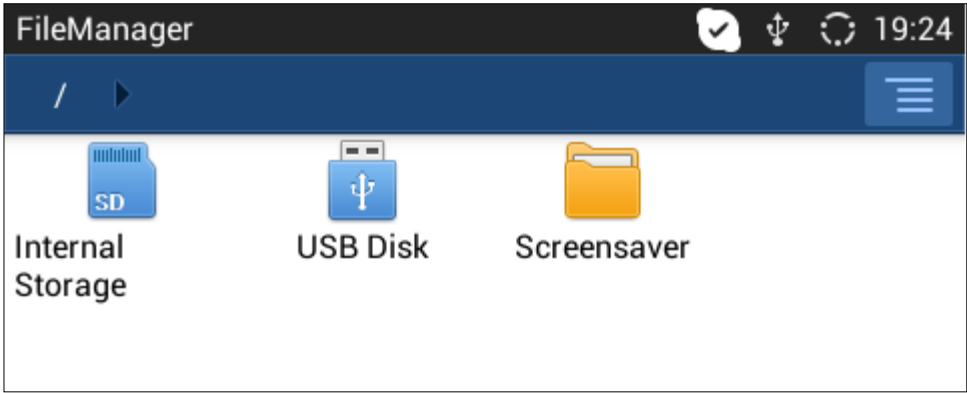 FileManager 19:24
/
SD
Internal
Storage
USB Disk
Screensaver